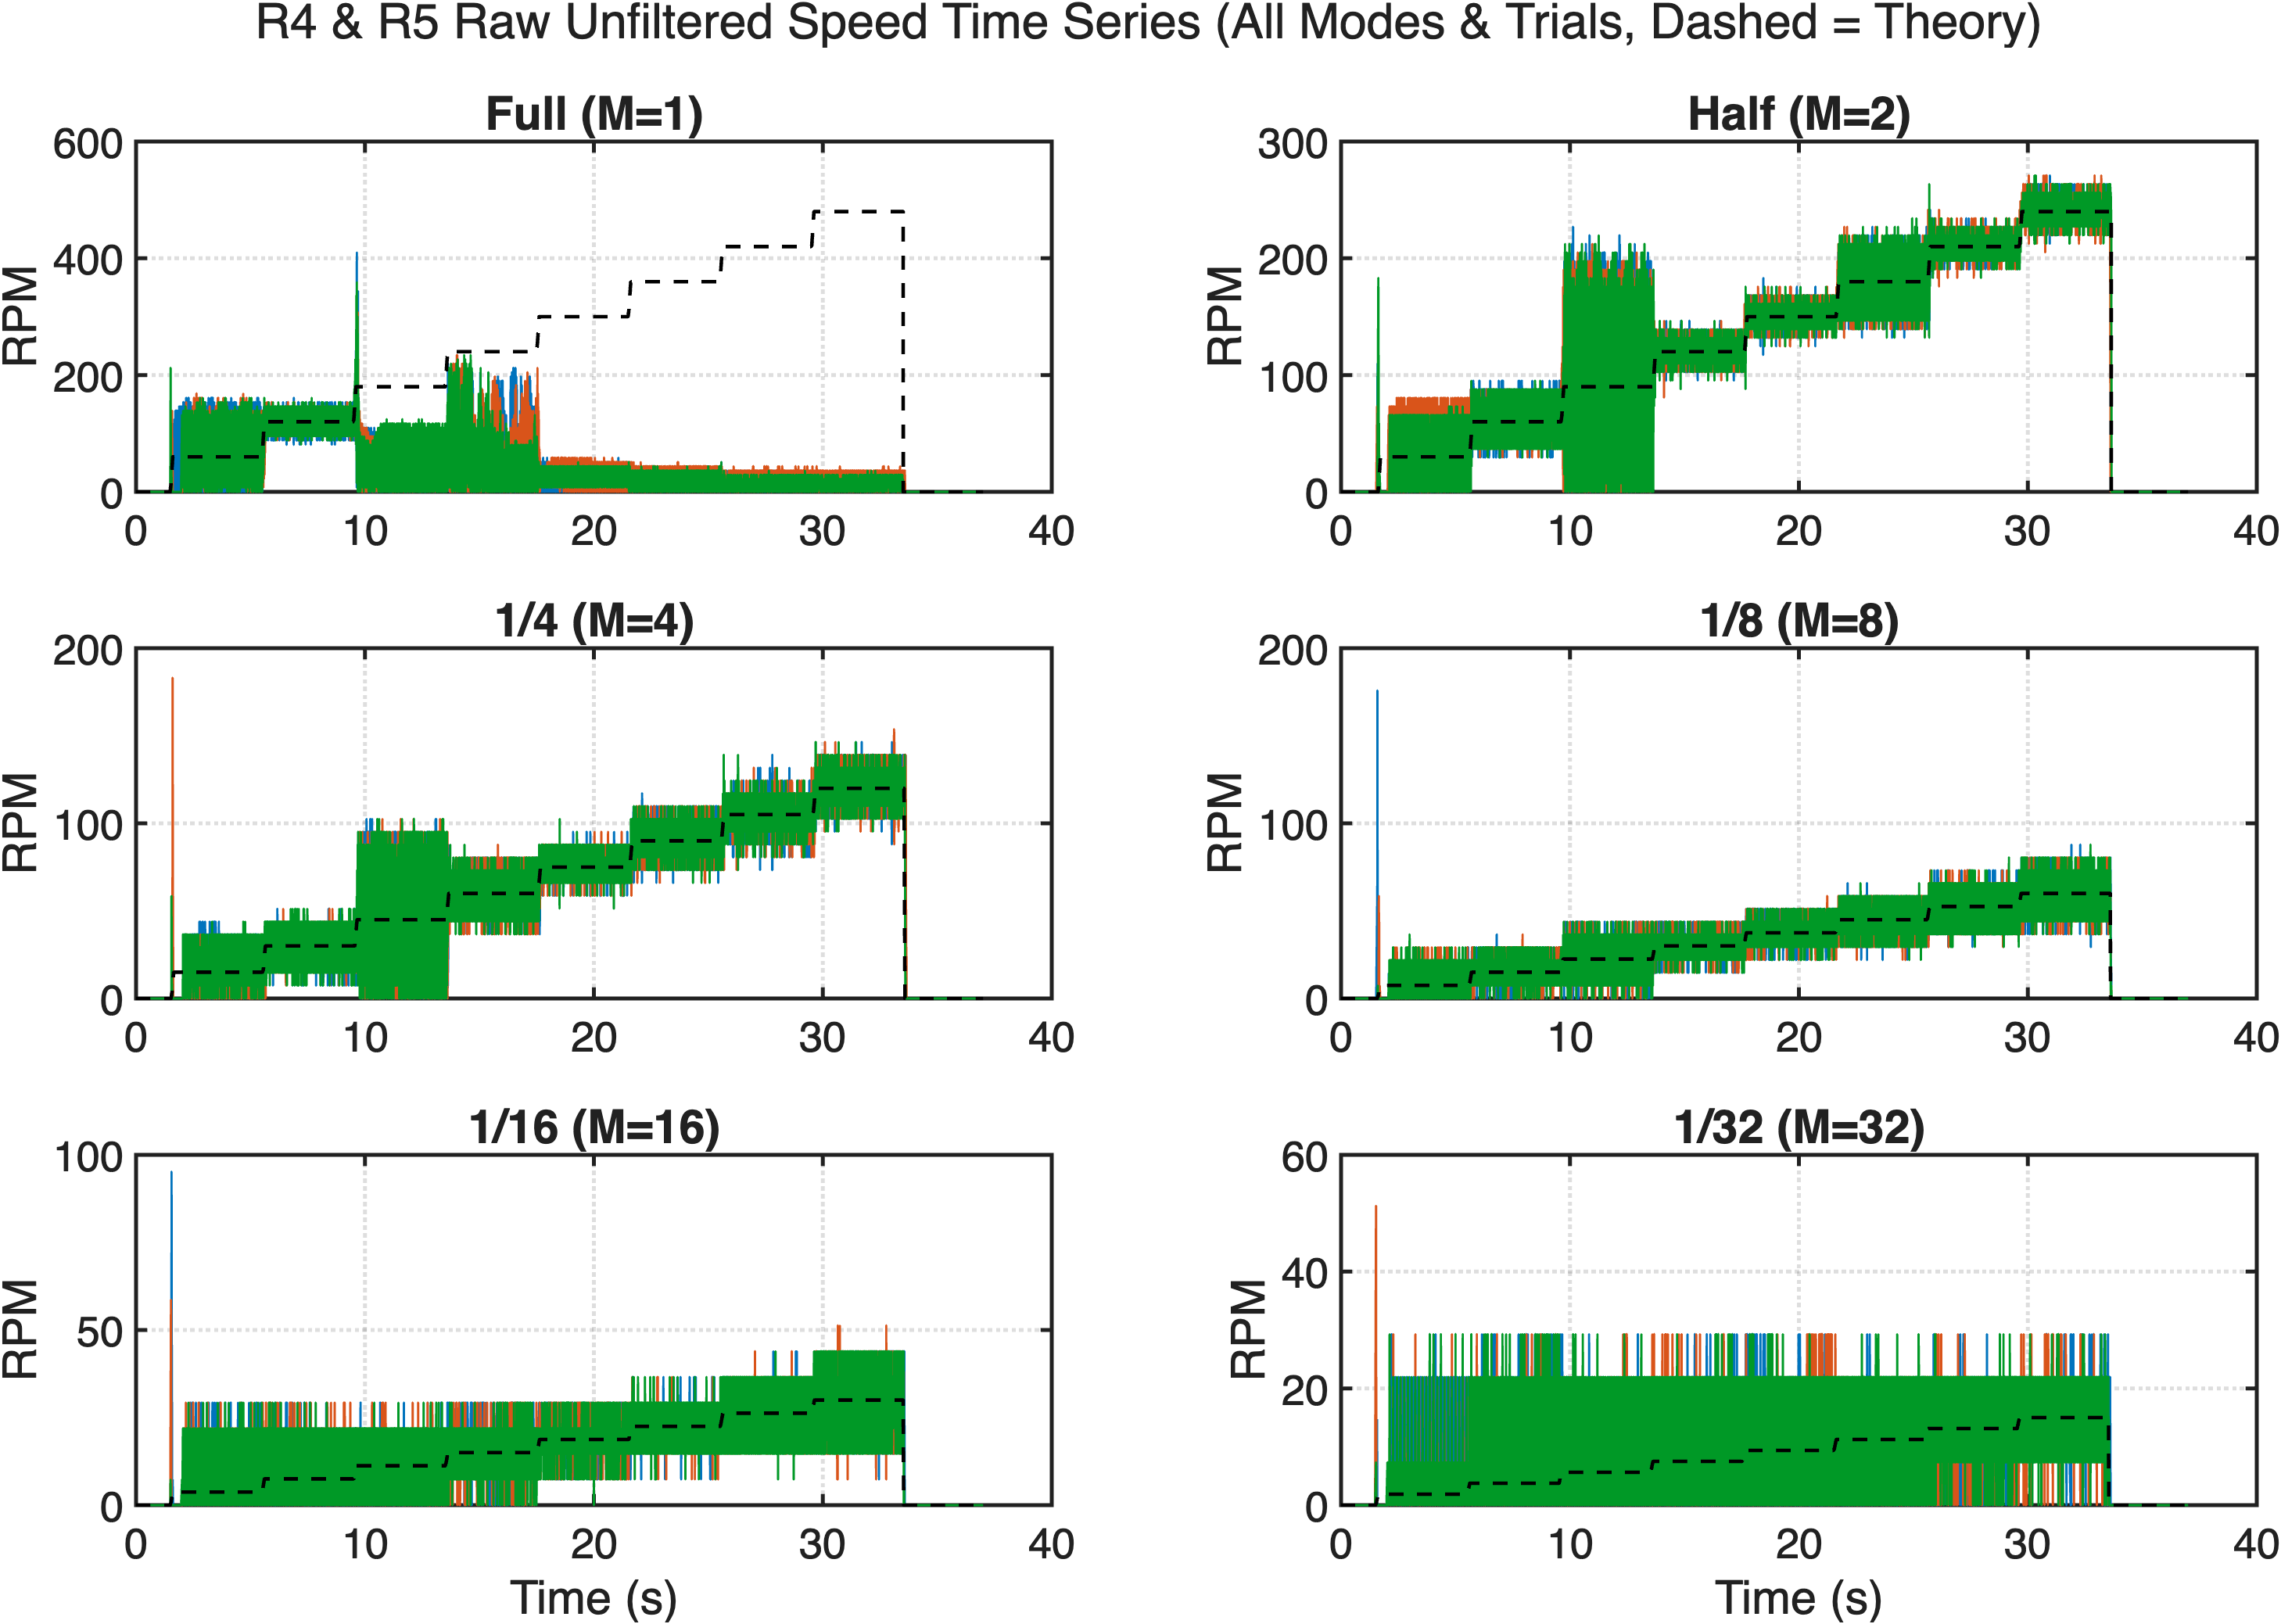 R4 & R5 Raw Unfiltered Speed Time Series (All Modes & Trials, Dashed = Theory)
Full (M=1)
RPM
600
400
200
0
0 10 20 30 40
Half (M=2)
RPM
300
200
100
0
0 10 20 30 40
1/4 (M=4)
RPM
200
100
0
0 10 20 30 40
1/8 (M=8)
RPM
200
100
0
0 10 20 30 40
1/16 (M=16)
RPM
100
50
0
0 10 20 30 40
Time (s)
1/32 (M=32)
RPM
60
40
20
0
0 10 20 30 40
Time (s)